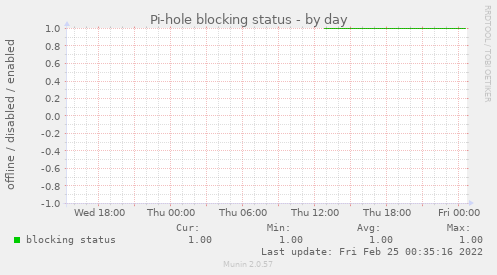 Pi-hole blocking status - by day
RRDTOOL / TOBI OETIKER
offline / disabled / enabled
1.0
0.8
0.6
0.4
0.2
0.0
-0.2
-0.4
-0.6
-0.8
-1.0
Wed 18:00 Thu 00:00 Thu 06:00 Thu 12:00 Thu 18:00 Fri 00:00
Cur: Min: Avg: Max:
blocking status 1.00 1.00 1.00 1.00
Last update: Fri Feb 25 00:35:16 2022
Munin 2.0.57